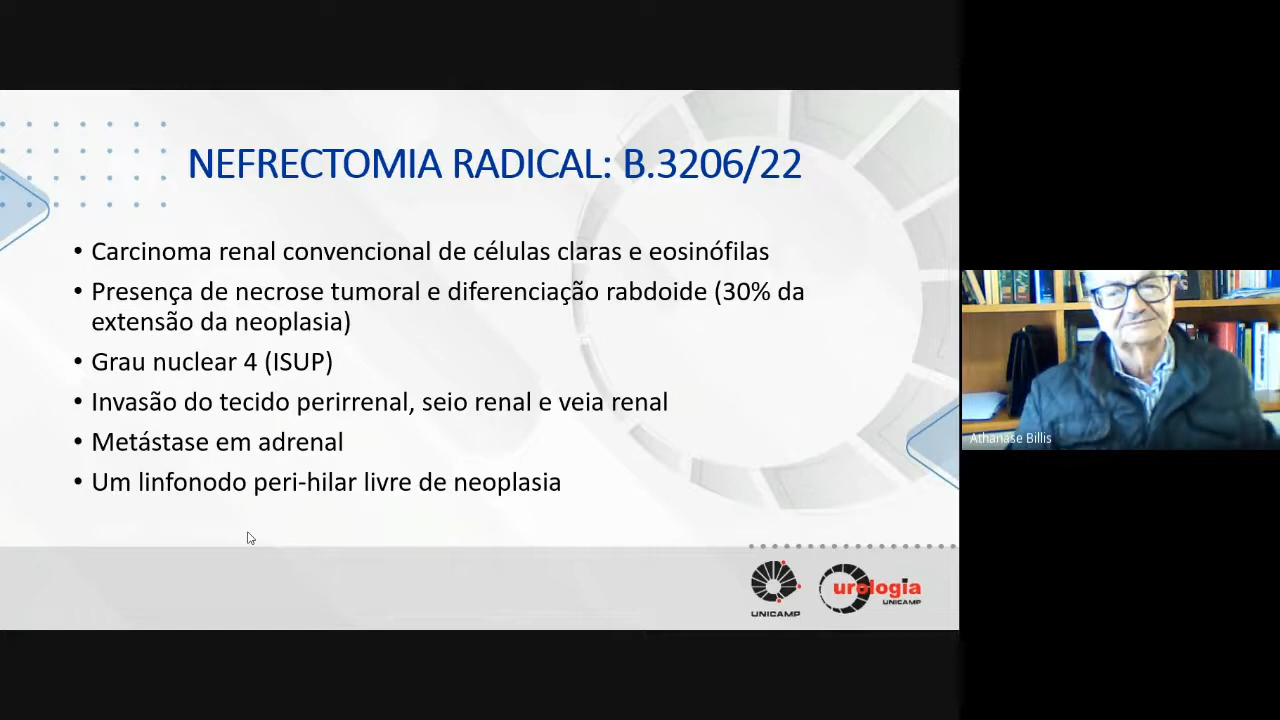 NEFRECTOMIA RADICAL: B.3206/22
• Carcinoma renal convencional de células claras e eosinófilas
• Presença de necrose tumoral e diferenciação rabdoide (30% da
extensão da neoplasia)
• Grau nuclear 4 (ISUP)
• Invasão do tecido perirrenal, seio renal e veia renal
• Metástase em adrenal
• Um linfonodo peri-hilar livre de neoplasia
UNICAMP
urologia
UNICAMP
Athanase Billis